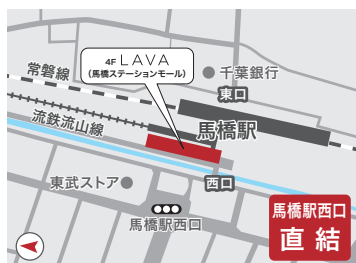 4F LAVA
(馬橋ステーションモール)
常磐線
千葉銀行
東口
流鉄流山線
馬橋駅
東武ストア
西口
馬橋駅西口
馬橋駅西口
直結